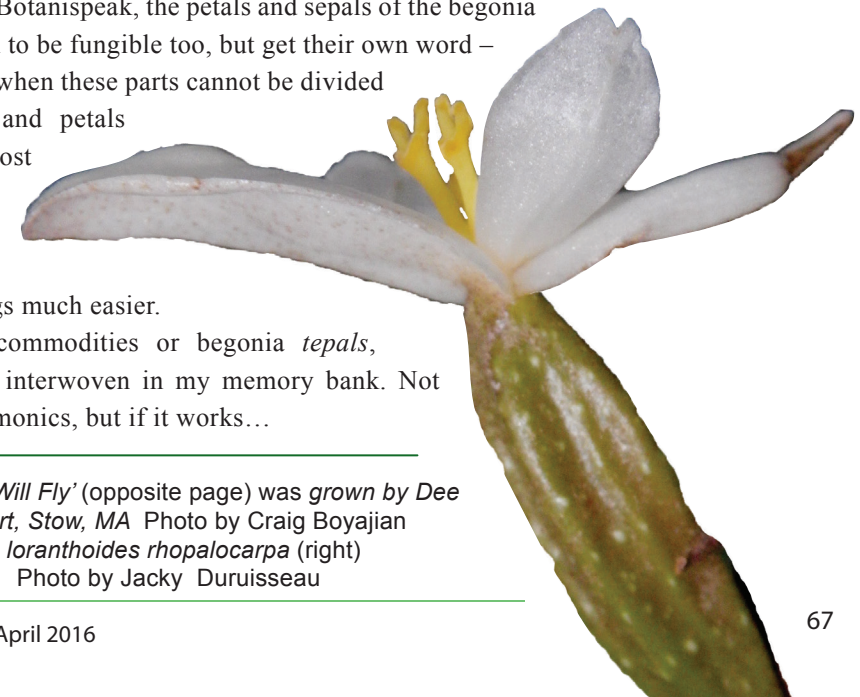 Botanispeak, the petals and sepals of the begonia
to be fungible too, but get their own word –
when these parts cannot be divided
and petals
ost
gs much easier.
commodities or begonia tepals,
interwoven in my memory bank. Not
monics, but if it works…
Will Fly’ (opposite page) was grown by Dee
rt, Stow, MA Photo by Craig Boyajian
loranthoides rhopalocarpa (right)
Photo by Jacky Duruisseau
April 2016
67